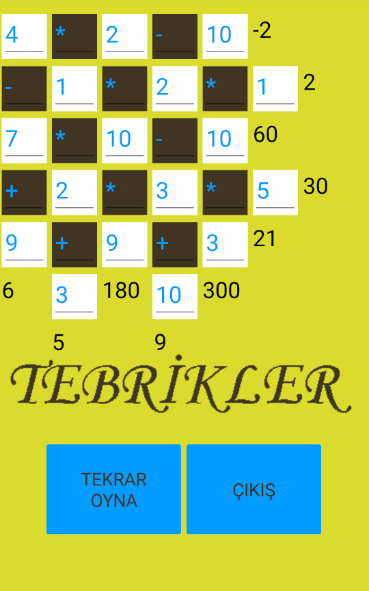 4 * 2 - 10 -2
- 1 * 2 * 1 2
7 * 10 - 10 60
+ 2 * 3 * 5 30
9 + 9 + 3 21
6 3 180 10 300
5 9
TEBRİKLER
TEKRAR
OYNA
ÇIKIŞ